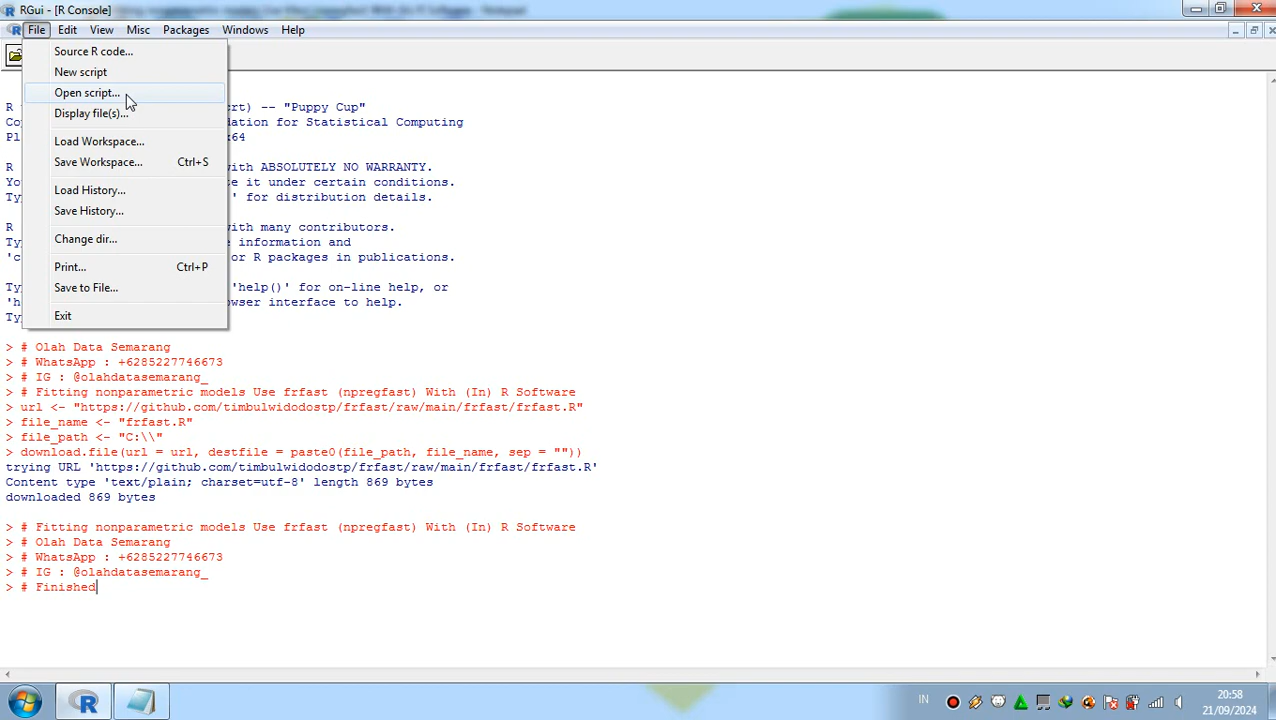 RGui - [R Console]
File Edit View Misc Packages Windows Help
Source R code...
New script
Open script...
Display file(s)...
Load Workspace...
Save Workspace... Ctrl+S
Load History...
Save History...
Change dir...
Print... Ctrl+P
Save to File...
Exit
R -- "Puppy Cup"
for Statistical Computing
R with ABSOLUTELY NO WARRANTY.
it under certain conditions.
' for distribution details.
R with many contributors.
information and
or R packages in publications.
'help()' for on-line help, or
interface to help.
> # Olah Data Semarang
> # WhatsApp : +6285227746673
> # IG : @olahdatasemarang_
> # Fitting nonparametric models Use frfast (npregfast) With (In) R Software
> url <- "https://github.com/timbulwidodostp/frfast/raw/main/frfast/frfast.R"
> file_name <- "frfast.R"
> file_path <- "C:\\"
> download.file(url = url, destfile = paste0(file_path, file_name, sep = ""))
trying URL 'https://github.com/timbulwidodostp/frfast/raw/main/frfast/frfast.R'
Content type 'text/plain; charset=utf-8' length 869 bytes
downloaded 869 bytes
> # Fitting nonparametric models Use frfast (npregfast) With (In) R Software
> # Olah Data Semarang
> # WhatsApp : +6285227746673
> # IG : @olahdatasemarang_
> # Finished
IN
20:58
21/09/2024